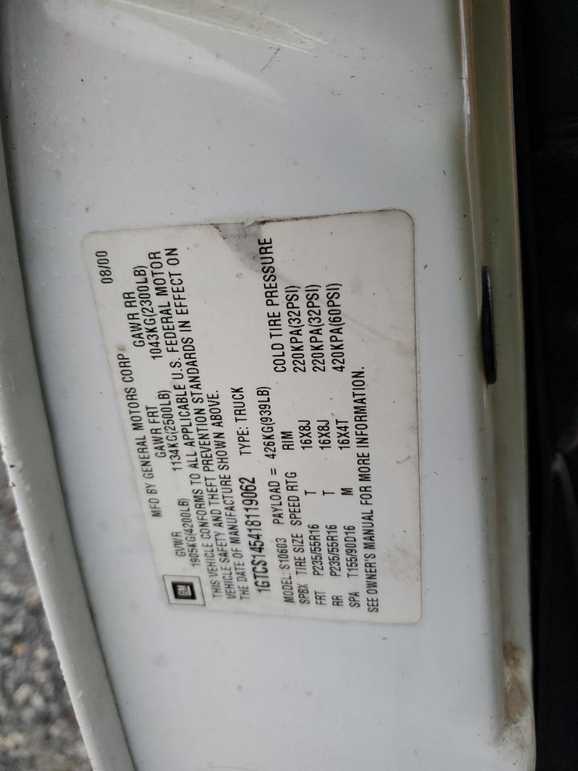 MFD BY GENERAL MOTORS CORP 08/00
GVWR GAWR FRT GAWR RR
1905KG(4200LB) 1134KG(2500LB) 1043KG(2300LB)
THIS VEHICLE CONFORMS TO ALL APPLICABLE U.S. FEDERAL MOTOR
VEHICLE SAFETY AND THEFT PREVENTION STANDARDS IN EFFECT ON
THE DATE OF MANUFACTURE SHOWN ABOVE.
1GTCS145418119062 TYPE: TRUCK
MODEL: S10603 PAYLOAD = 426KG(939LB)
SPBX TIRE SIZE SPEED RTG RIM COLD TIRE PRESSURE
FRT P235/55R16 T 16X8J 220KPA(32PSI)
RR P235/55R16 T 16X8J 220KPA(32PSI)
SPA T155/90D16 M 16X4T 420KPA(60PSI)
SEE OWNER'S MANUAL FOR MORE INFORMATION.
GM